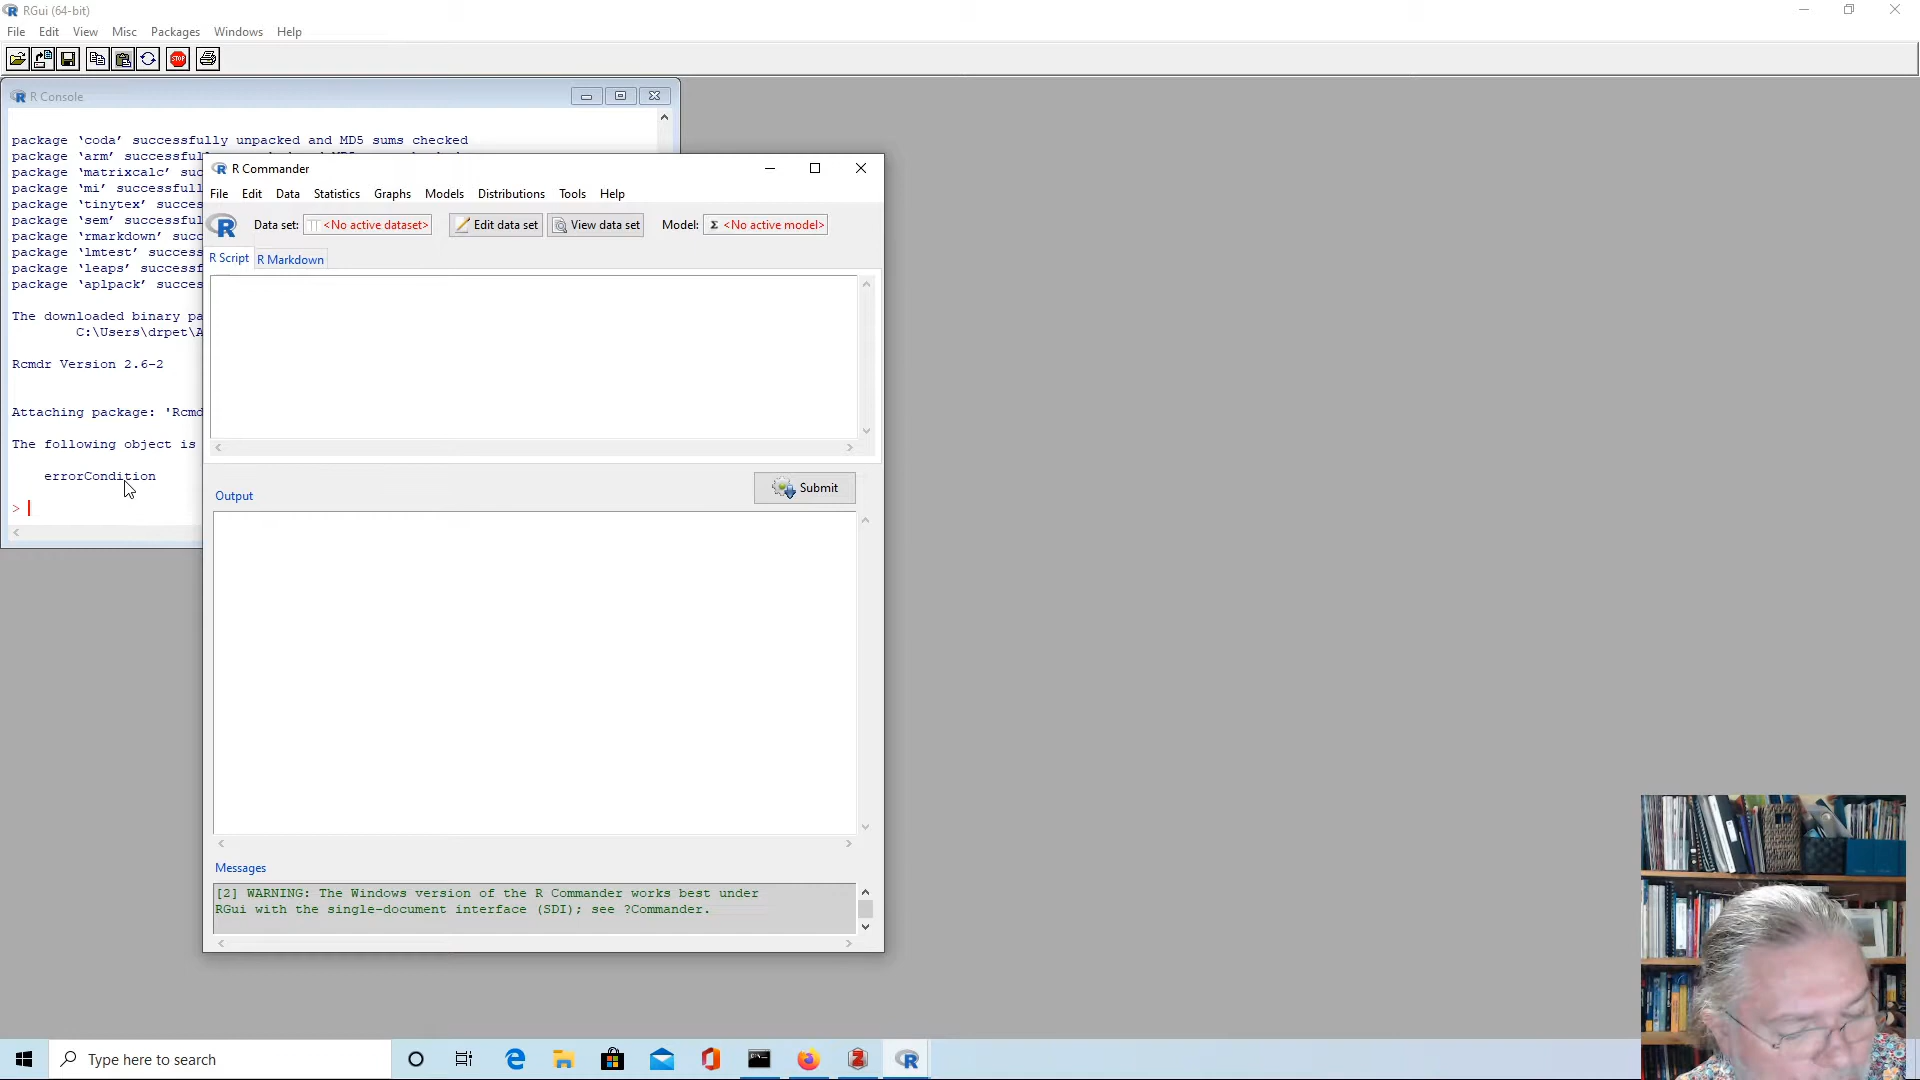 RGui (64-bit)
File Edit View Misc Packages Windows Help
STOP
R Console
package ‘coda’ successfully unpacked and MD5 sums checked
package ‘arm’ successful
package ‘matrixcalc’ suc
package ‘mi’ successfull
package ‘tinytex’ succes
package ‘sem’ successful
package ‘rmarkdown’ succ
package ‘lmtest’ success
package ‘leaps’ successf
package ‘aplpack’ succes
The downloaded binary pa
C:\Users\drpet\A
Rcmdr Version 2.6-2
Attaching package: 'Rcmd
The following object is
errorCondition
>
R Commander
File Edit Data Statistics Graphs Models Distributions Tools Help
Data set: <No active dataset> Edit data set View data set Model: Σ <No active model>
R Script R Markdown
Submit
Output
Messages
[2] WARNING: The Windows version of the R Commander works best under
RGui with the single-document interface (SDI); see ?Commander.
Type here to search